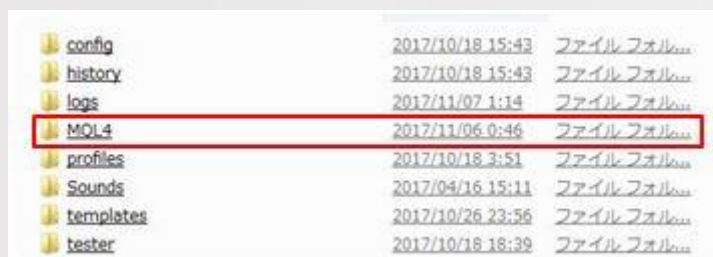 config 2017/10/18 15:43 ファイル フォル...
history 2017/10/18 15:43 ファイル フォル...
logs 2017/11/07 1:14 ファイル フォル...
MQL4 2017/11/06 0:46 ファイル フォル...
profiles 2017/10/18 3:51 ファイル フォル...
Sounds 2017/04/16 15:11 ファイル フォル...
templates 2017/10/26 23:56 ファイル フォル...
tester 2017/10/18 18:39 ファイル フォル...